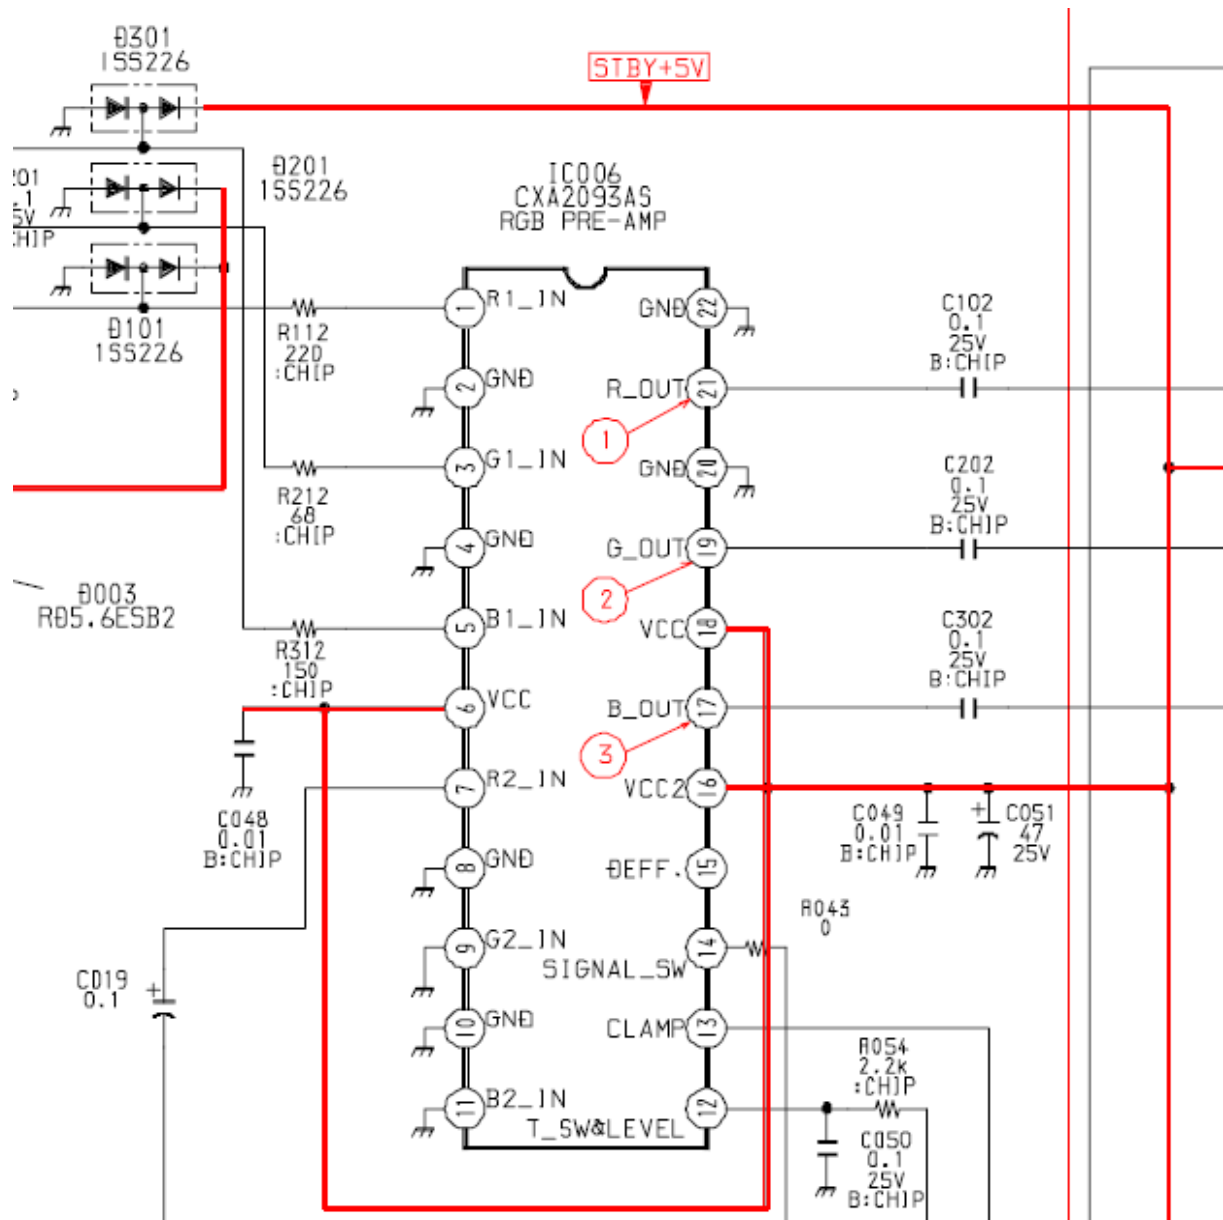 D301
1SS226
STBY+5V
D201
1SS226
201
.1
5V
CHIP
IC006
CXA2093AS
RGB PRE-AMP
D101
1SS226
R112
220
:CHIP
R212
68
:CHIP
D003
RD5.6ESB2
R312
150
:CHIP
1 R1_IN
2 GND
3 G1_IN
4 GND
5 B1_IN
6 VCC
7 R2_IN
8 GND
9 G2_IN
10 GND
11 B2_IN
GND 22
R_OUT 21
1
GND 20
G_OUT 19
2
VCC 18
B_OUT 17
3
VCC2 16
DEFF. 15
14
SIGNAL_SW
CLAMP 13
12
T_SW&LEVEL
C102
0.1
25V
B:CHIP
C202
0.1
25V
B:CHIP
C302
0.1
25V
B:CHIP
C048
0.01
B:CHIP
C049
0.01
B:CHIP
+ C051
47
25V
R043
0
C019
0.1 +
R054
2.2k
:CHIP
C050
0.1
25V
B:CHIP